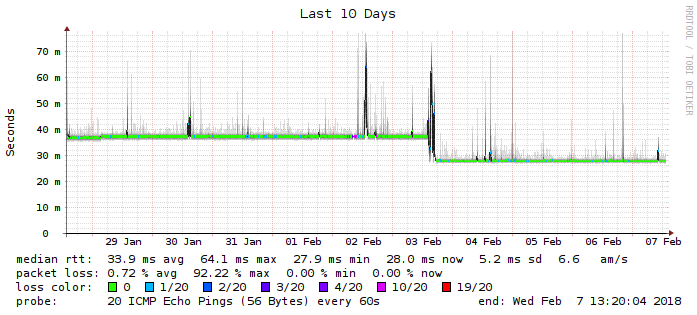 Last 10 Days
RRDTOOL / TOBI OETIKER
Seconds
70 m
60 m
50 m
40 m
30 m
20 m
10 m
0
29 Jan 30 Jan 31 Jan 01 Feb 02 Feb 03 Feb 04 Feb 05 Feb 06 Feb 07 Feb
median rtt: 33.9 ms avg 64.1 ms max 27.9 ms min 28.0 ms now 5.2 ms sd 6.6 am/s
packet loss: 0.72 % avg 92.22 % max 0.00 % min 0.00 % now
loss color: 0 1/20 2/20 3/20 4/20 10/20 19/20
probe: 20 ICMP Echo Pings (56 Bytes) every 60s end: Wed Feb 7 13:20:04 2018